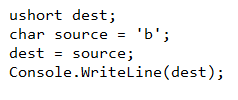 ushort dest;
char source = 'b';
dest = source;
Console.WriteLine(dest);